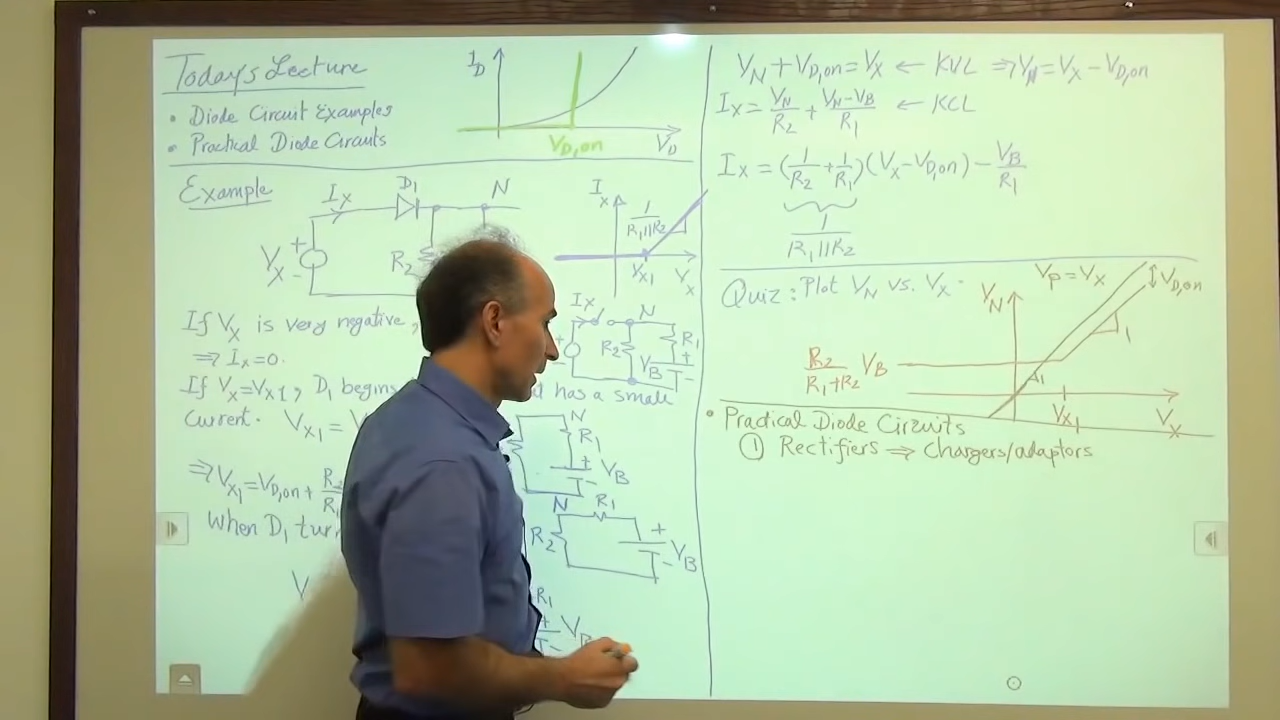 Today's Lecture
• Diode Circuit Examples
• Practical Diode Circuits
I_D
V_D,on
V_D
Example
I_X
D_1
N
V_X
+
-
R_2
I_X
1/(R_1||R_2)
V_X1
V_X
If V_X is very negative,
⇒ I_X=0.
If V_X=V_X1, D_1 begins
has a small
current. V_X1 =
⇒ V_X1=V_D,on +
When D_1
V
I_X
N
R_2
R_1
V_B
+
-
N
R_1
+
-
V_B
N
R_1
R_2
+
-
V_B
R_1
+
-
V_B
V_N + V_D,on = V_X ← KVL ⇒ V_N = V_X - V_D,on
I_X = V_N/R_2 + (V_N-V_B)/R_1 ← KCL
I_X = (1/R_2 + 1/R_1)(V_X-V_D,on) - V_B/R_1
1/(R_1||R_2)
Quiz: Plot V_N vs. V_X.
V_N
V_P=V_X
V_D,on
1
R_2/(R_1+R_2) V_B
1
V_X1
V_X
• Practical Diode Circuits
① Rectifiers ⇒ Chargers/adaptors